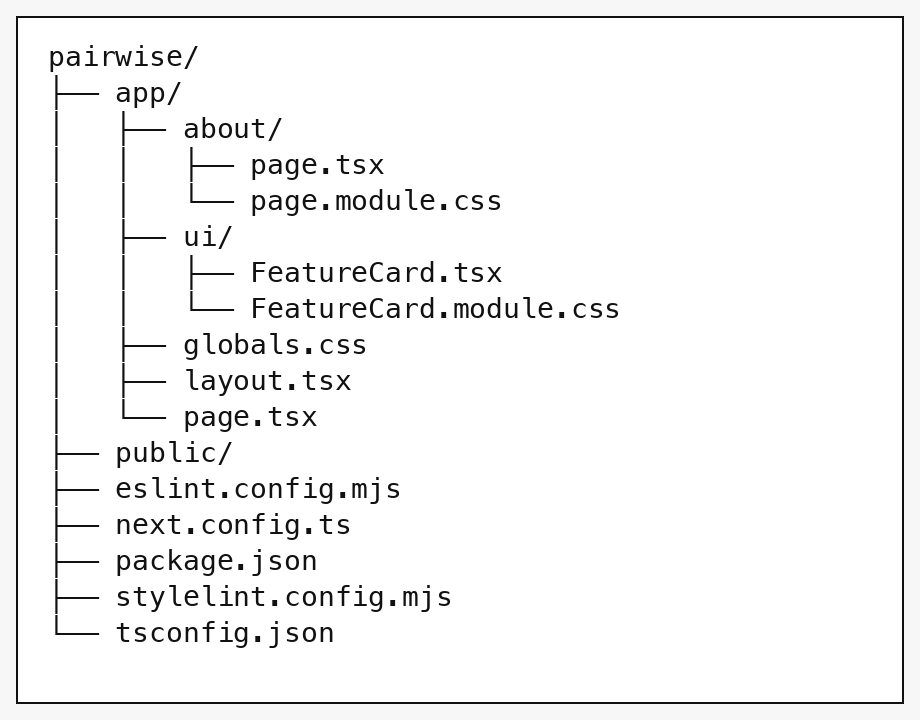 pairwise/
├── app/
│   ├── about/
│   │   ├── page.tsx
│   │   └── page.module.css
│   ├── ui/
│   │   ├── FeatureCard.tsx
│   │   └── FeatureCard.module.css
│   ├── globals.css
│   ├── layout.tsx
│   └── page.tsx
├── public/
├── eslint.config.mjs
├── next.config.ts
├── package.json
├── stylelint.config.mjs
└── tsconfig.json